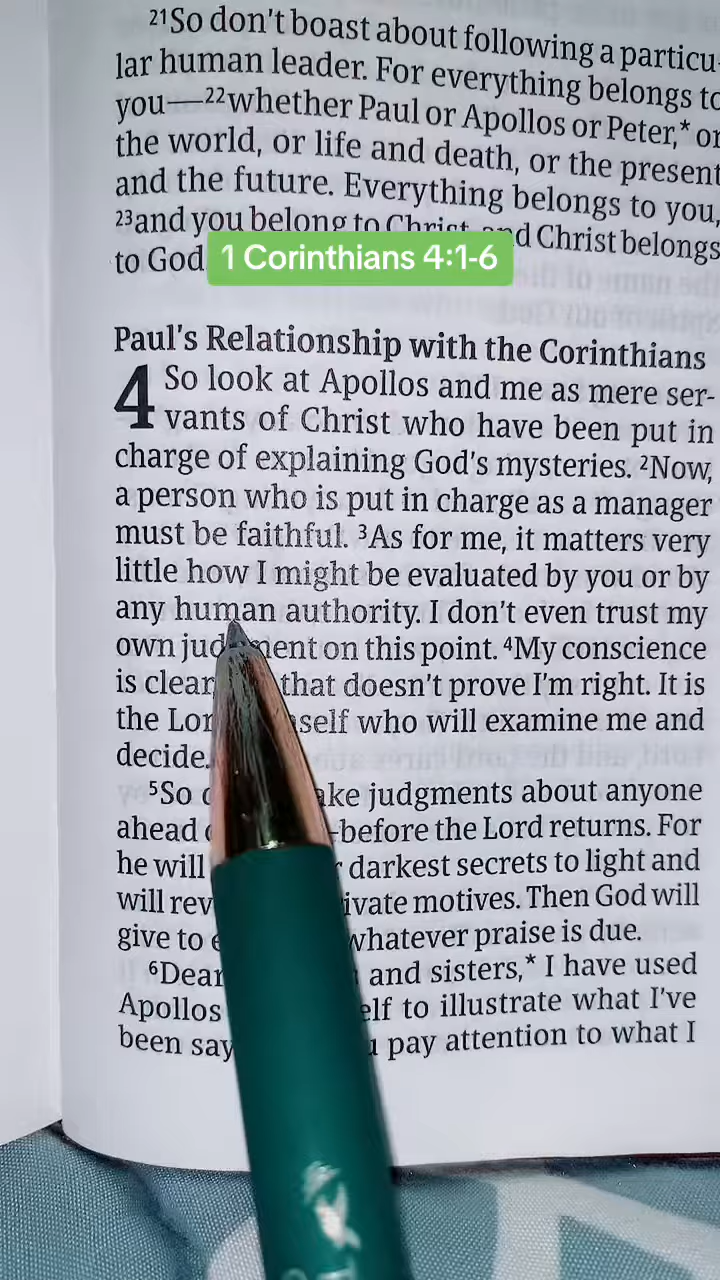 ²¹So don't boast about following a particu-
lar human leader. For everything belongs to
you—²²whether Paul or Apollos or Peter,* or
the world, or life and death, or the present
and the future. Everything belongs to you,
²³and you belong to Christ, and Christ belongs
to God
1 Corinthians 4:1-6
Paul's Relationship with the Corinthians
4 So look at Apollos and me as mere ser-
vants of Christ who have been put in
charge of explaining God's mysteries. ²Now,
a person who is put in charge as a manager
must be faithful. ³As for me, it matters very
little how I might be evaluated by you or by
any human authority. I don't even trust my
own judgment on this point. ⁴My conscience
is clear that doesn't prove I'm right. It is
the Lor self who will examine me and
decide.
⁵So ake judgments about anyone
ahead —before the Lord returns. For
he will darkest secrets to light and
will rev ivate motives. Then God will
give to whatever praise is due.
⁶Dear and sisters,* I have used
Apollos elf to illustrate what I've
been say pay attention to what I